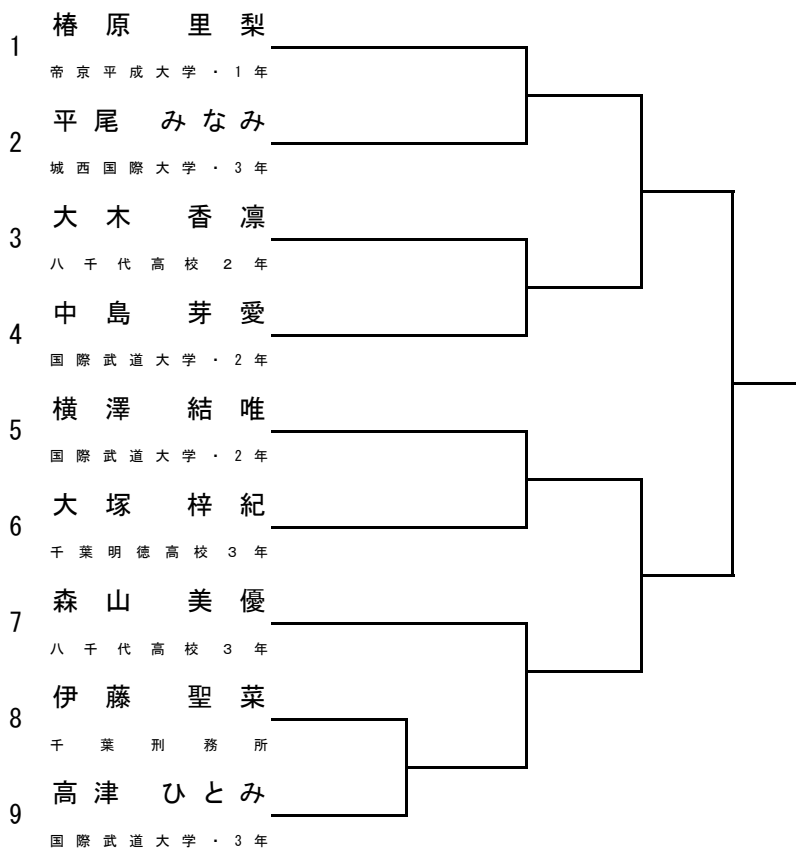 1 椿原 里梨
帝京平成大学・1年
2 平尾 みなみ
城西国際大学・3年
3 大木 香凛
八千代高校2年
4 中島 芽愛
国際武道大学・2年
5 横澤 結唯
国際武道大学・2年
6 大塚 梓紀
千葉明徳高校3年
7 森山 美優
八千代高校3年
8 伊藤 聖菜
千葉刑務所
9 高津 ひとみ
国際武道大学・3年